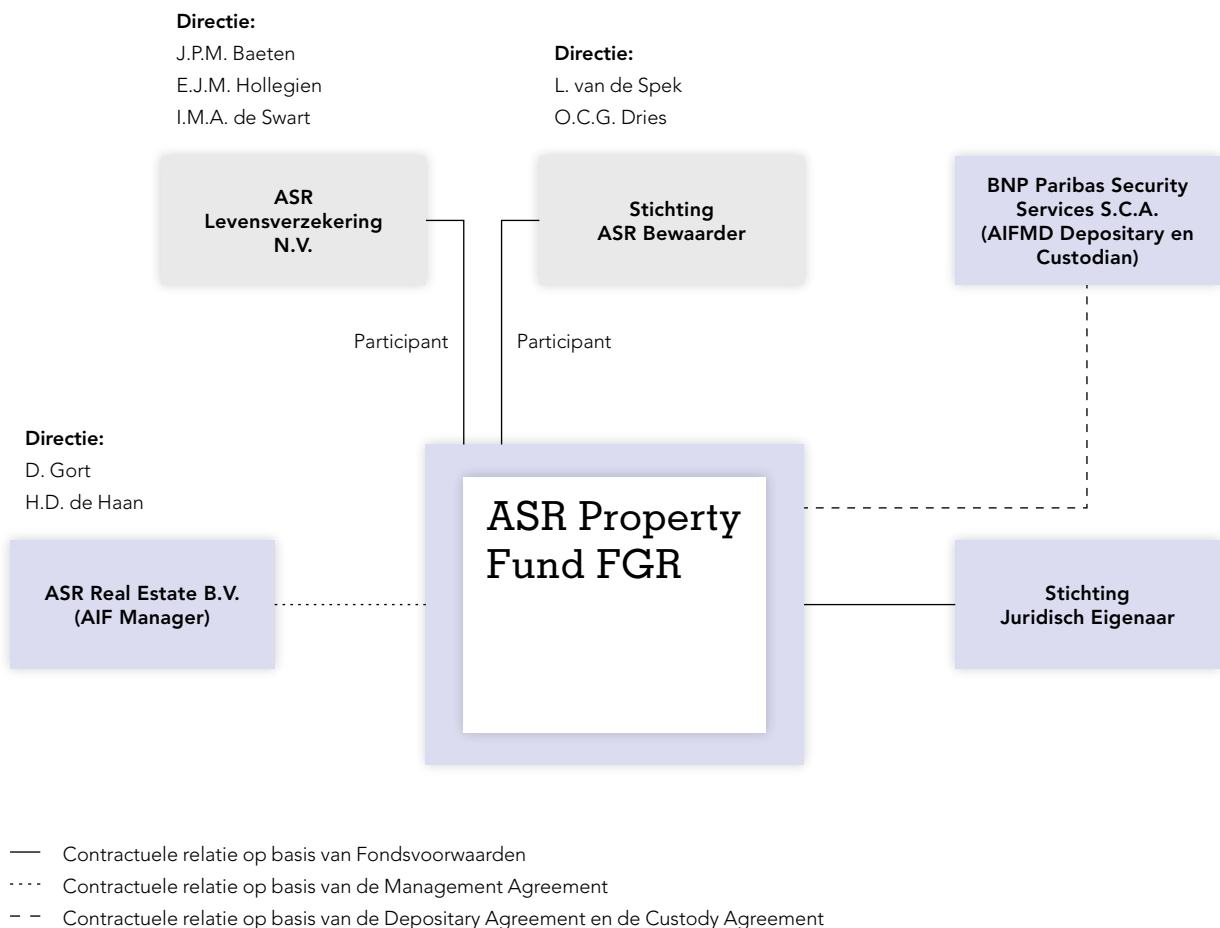 Directie:
J.P.M. Baeten
E.J.M. Hollegien
I.M.A. de Swart
Directie:
L. van de Spek
O.C.G. Dries
ASR
Levensverzekering
N.V.
Stichting
ASR Bewaarder
BNP Paribas Security
Services S.C.A.
(AIFMD Depositary en
Custodian)
Participant
Participant
Directie:
D. Gort
H.D. de Haan
ASR Real Estate B.V.
(AIF Manager)
ASR Property
Fund FGR
Stichting
Juridisch Eigenaar
Contractuele relatie op basis van Fondsvoorwaarden
Contractuele relatie op basis van de Management Agreement
Contractuele relatie op basis van de Depositary Agreement en de Custody Agreement